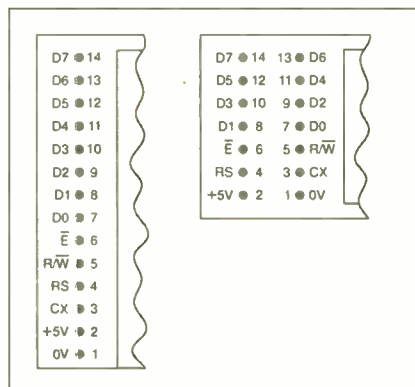 D7 14
D6 13
D5 12
D4 11
D3 10
D2 9
D1 8
D0 7
E̅ 6
R/W̅ 5
RS 4
CX 3
+5V 2
0V 1
D7 14 13 D6
D5 12 11 D4
D3 10 9 D2
D1 8 7 D0
E̅ 6 5 R/W̅
RS 4 3 CX
+5V 2 1 0V